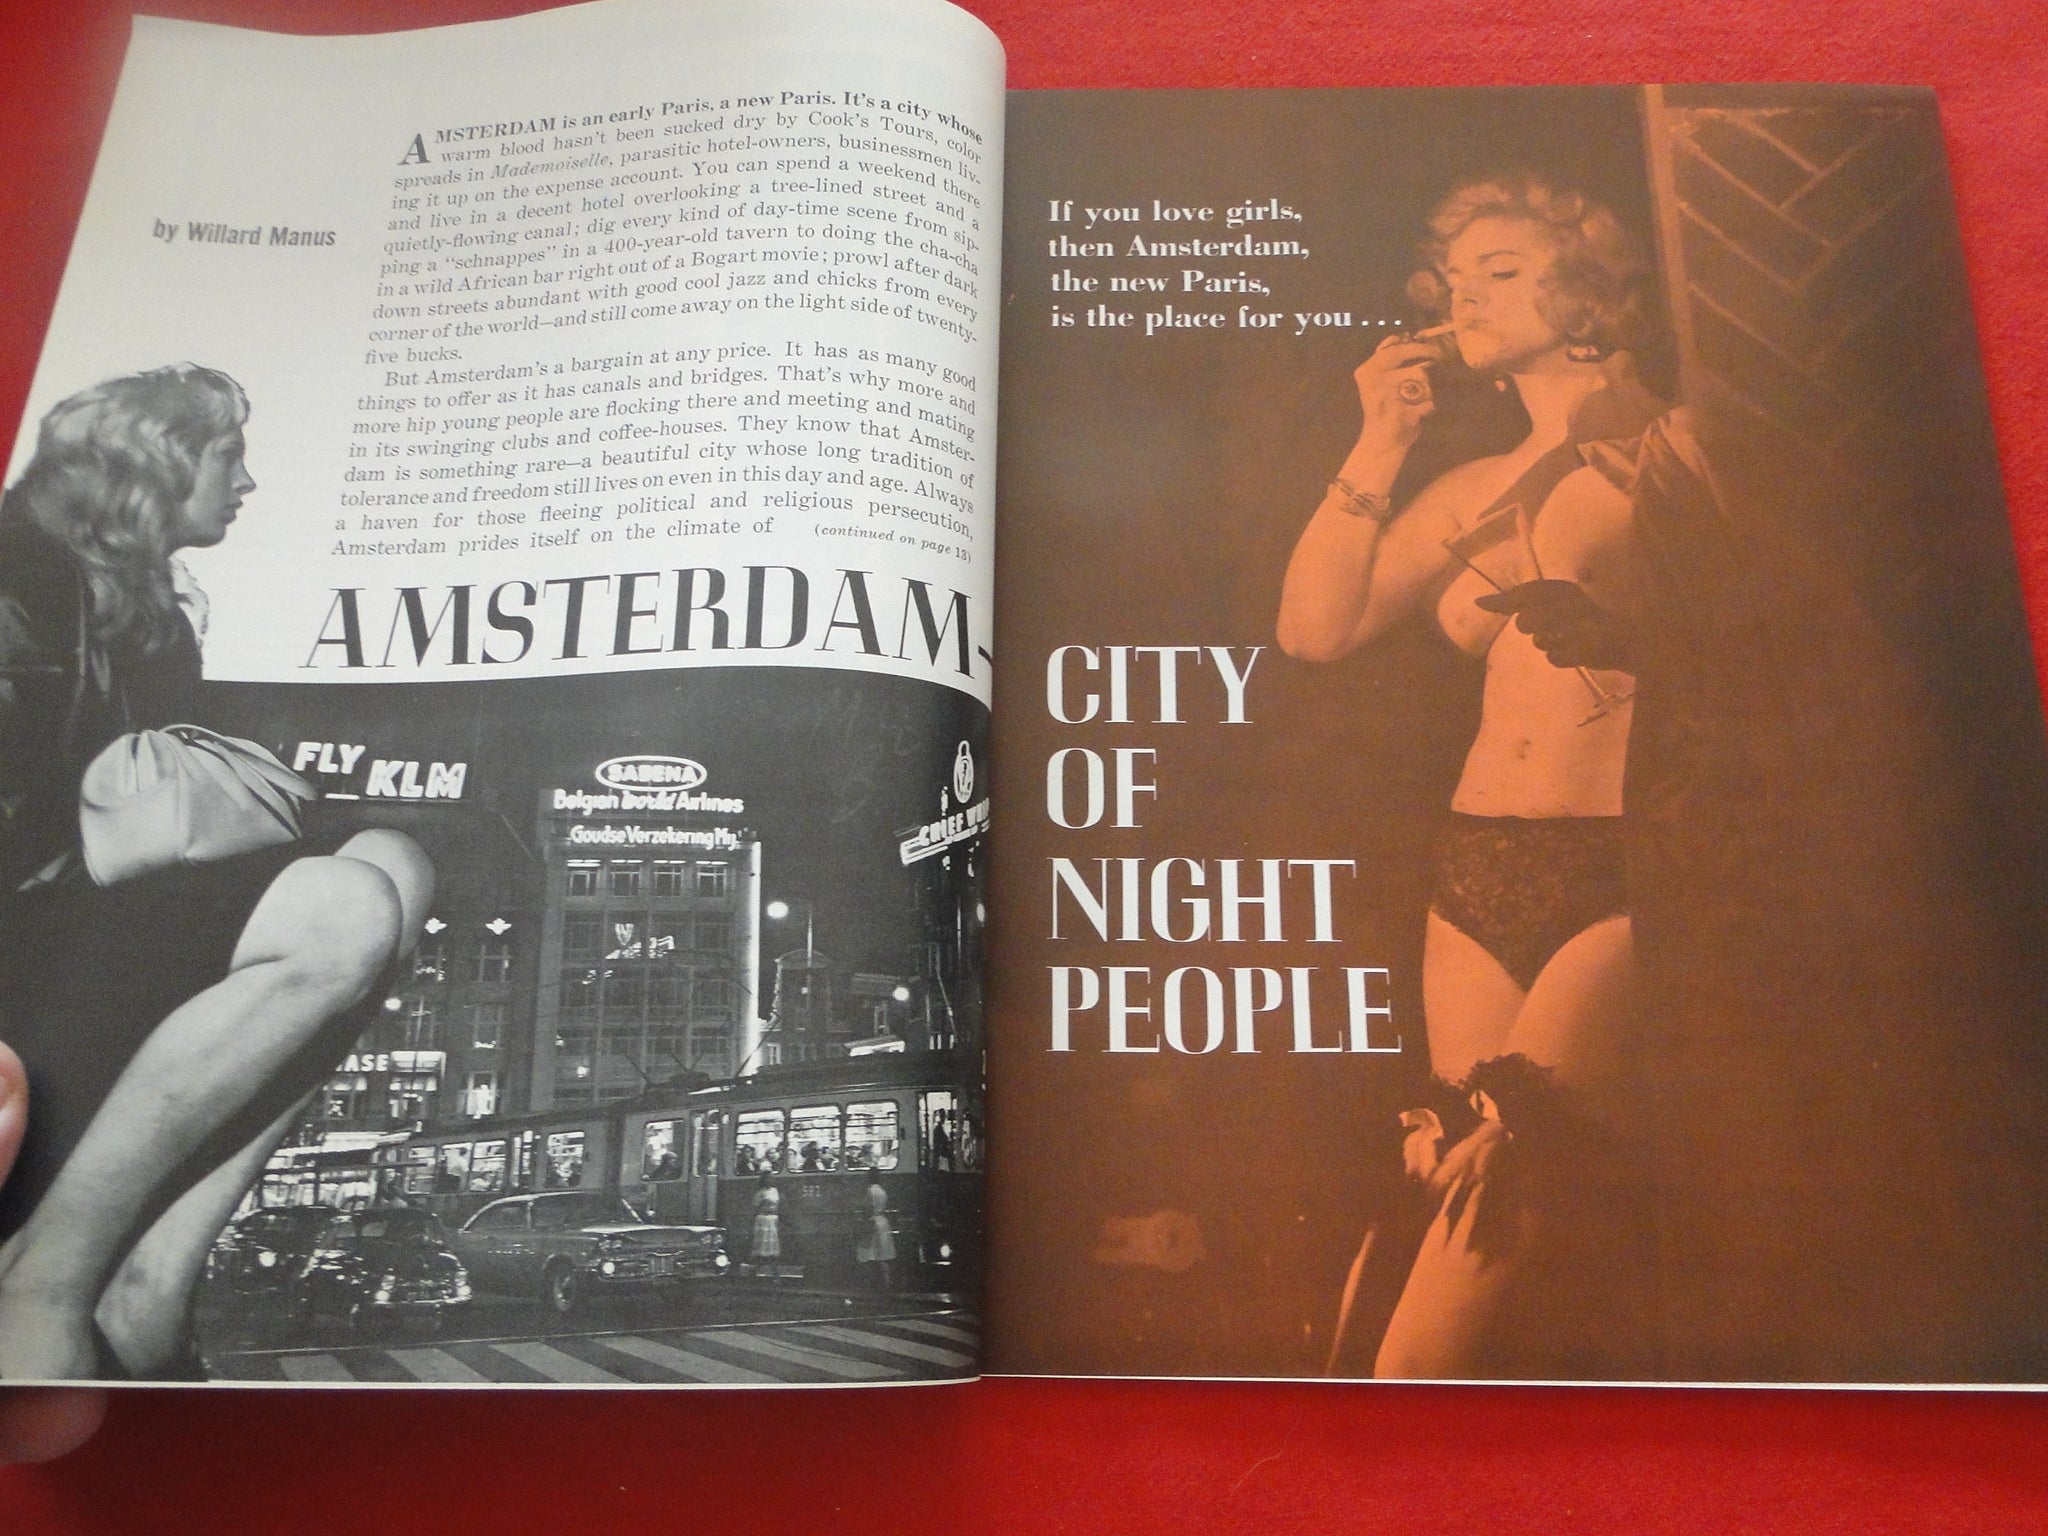 by Willard Manus
AMSTERDAM is an early Paris, a new Paris. It's a city whose
warm blood hasn't been sucked dry by Cook's Tours, color
spreads in Mademoiselle, parasitic hotel-owners, businessmen liv-
ing it up on the expense account. You can spend a weekend there
and live in a decent hotel overlooking a tree-lined street and a
quietly-flowing canal; dig every kind of day-time scene from sip-
ping a "schnappes" in a 400-year-old tavern to doing the cha-cha
in a wild African bar right out of a Bogart movie; prowl after dark
down streets abundant with good cool jazz and chicks from every
corner of the world—and still come away on the light side of twenty-
five bucks.
But Amsterdam's a bargain at any price. It has as many good
things to offer as it has canals and bridges. That's why more and
more hip young people are flocking there and meeting and mating
in its swinging clubs and coffee-houses. They know that Amster-
dam is something rare—a beautiful city whose long tradition of
tolerance and freedom still lives on even in this day and age. Always
a haven for those fleeing political and religious persecution,
Amsterdam prides itself on the climate of (continued on page 13)
AMSTERDAM-
FLY
KLM
SABENA
Belgian World Airlines
Goudse Verzekering Mij.
CHIEF
ASE
If you love girls,
then Amsterdam,
the new Paris,
is the place for you...
CITY
OF
NIGHT
PEOPLE